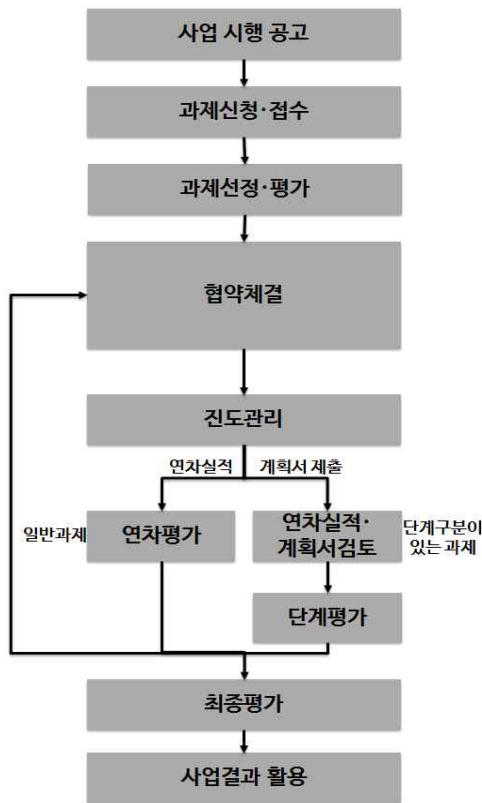 사업 시행 공고
과제신청·접수
과제선정·평가
협약체결
진도관리
연차실적 계획서 제출
일반과제
연차평가
연차실적·
계획서검토
단계구분이
있는 과제
단계평가
최종평가
사업결과 활용